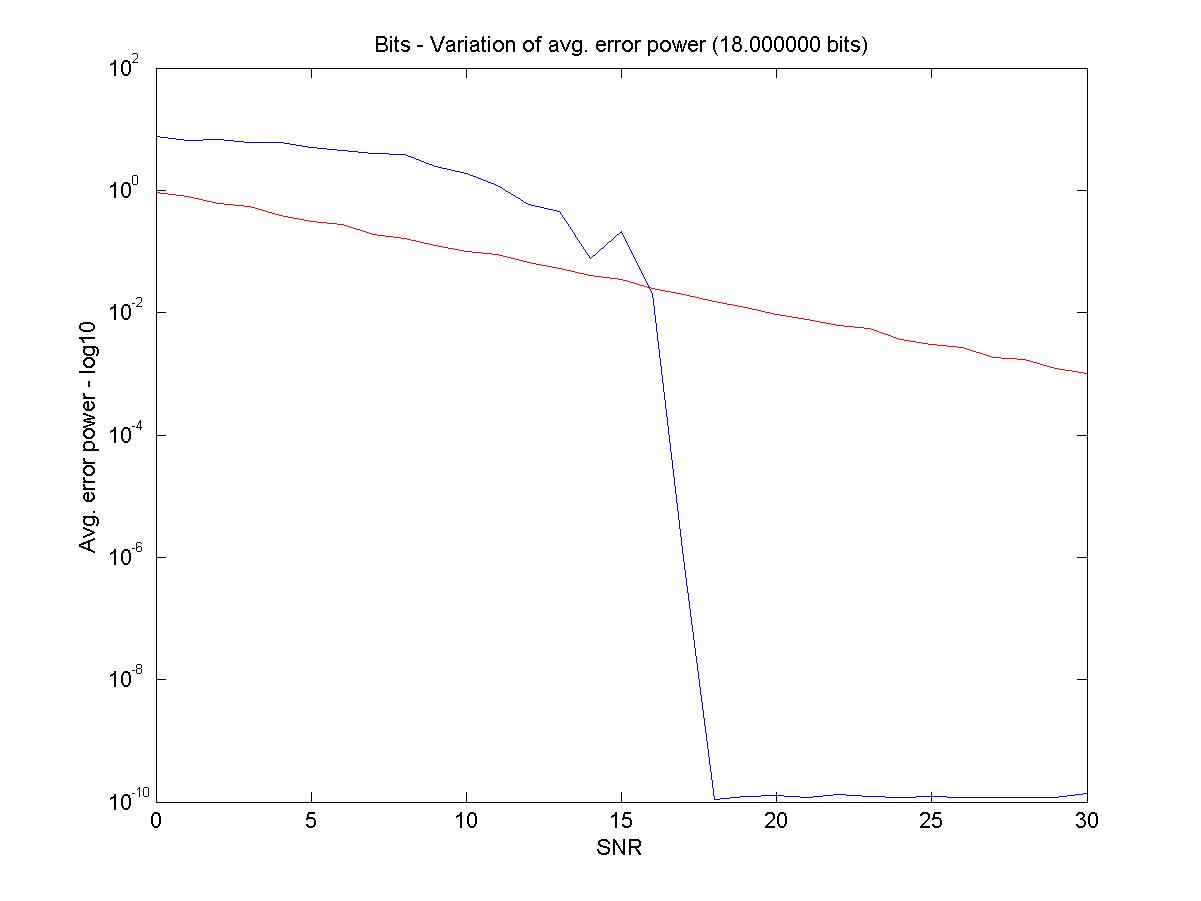 Bits - Variation of avg. error power (18.000000 bits)
10^2
10^0
10^-2
10^-4
10^-6
10^-8
10^-10
Avg. error power - log10
0 5 10 15 20 25 30
SNR